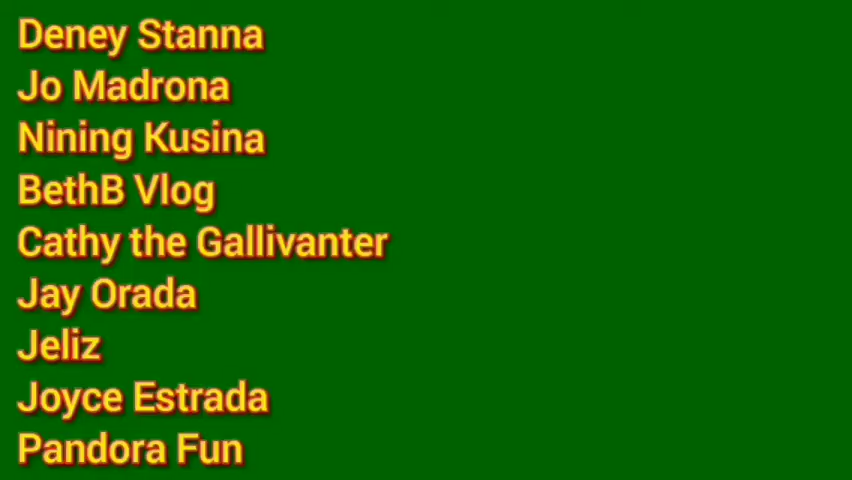 Deney Stanna
Jo Madrona
Nining Kusina
BethB Vlog
Cathy the Gallivanter
Jay Orada
Jeliz
Joyce Estrada
Pandora Fun